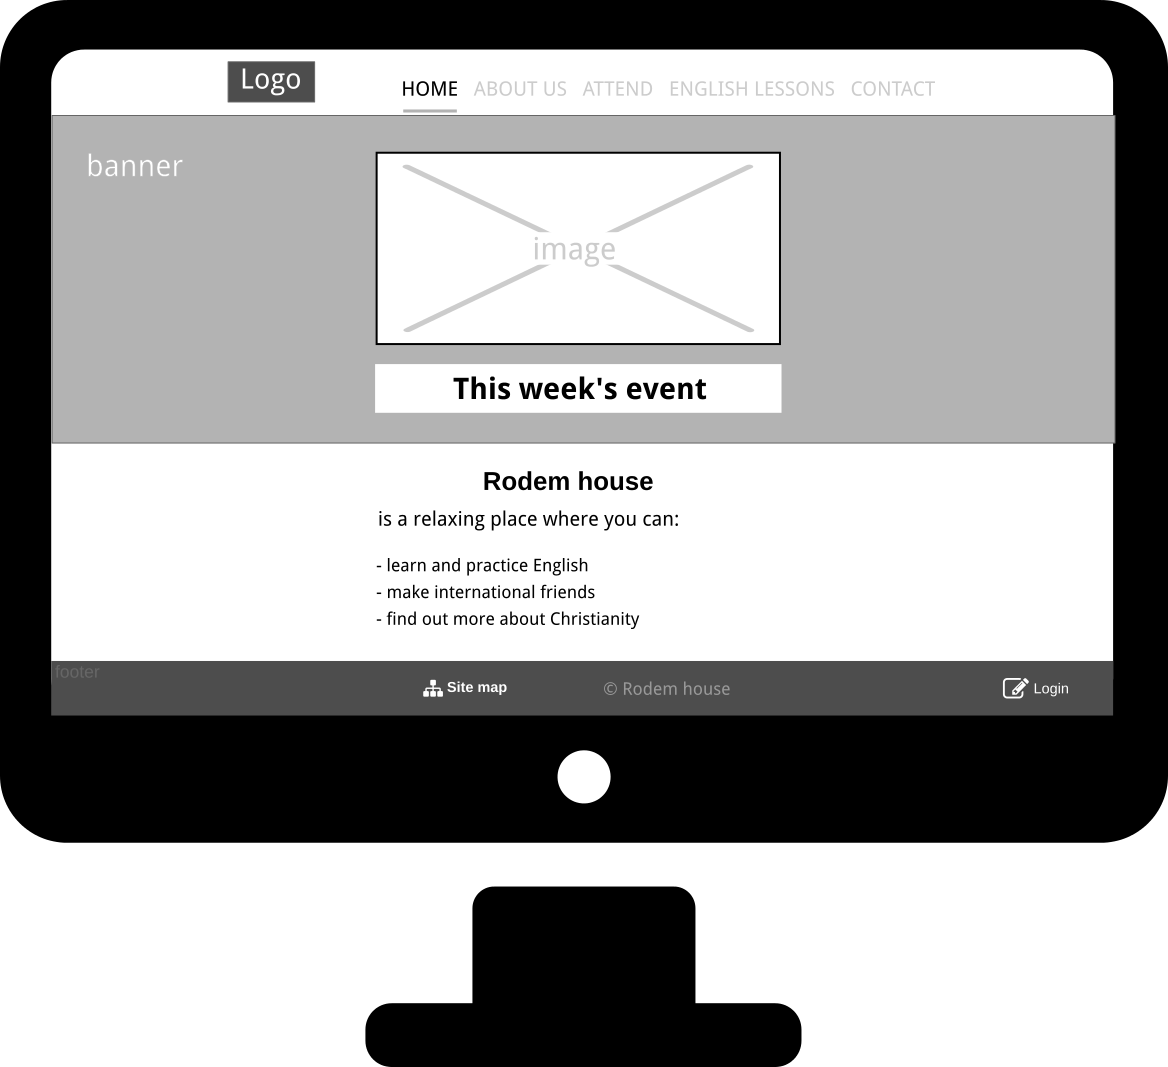 Logo
HOME ABOUT US ATTEND ENGLISH LESSONS CONTACT
banner
image
This week's event
Rodem house
is a relaxing place where you can:
- learn and practice English
- make international friends
- find out more about Christianity
footer
Site map
© Rodem house
Login